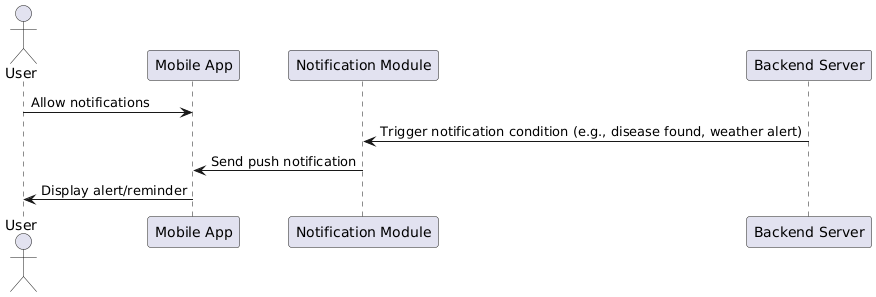 User
Mobile App
Notification Module
Backend Server
Allow notifications
Trigger notification condition (e.g., disease found, weather alert)
Send push notification
Display alert/reminder
User
Mobile App
Notification Module
Backend Server